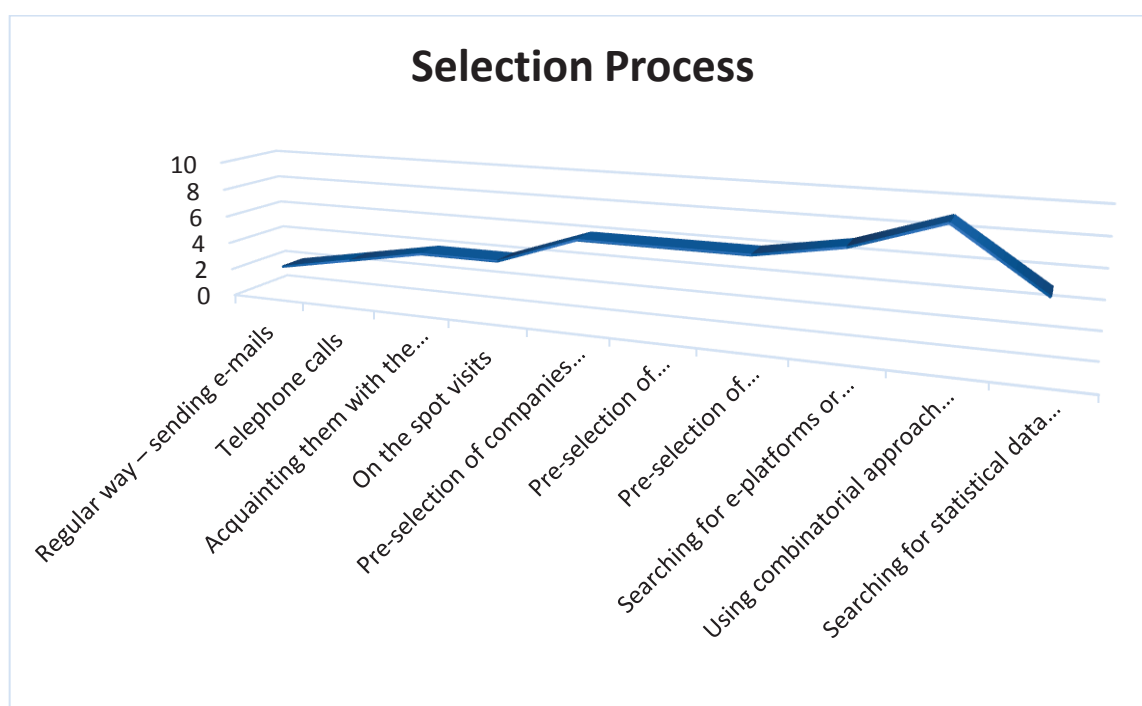 Selection Process
10
8
6
4
2
0
Regular way – sending e-mails
Telephone calls
Acquainting them with the...
On the spot visits
Pre-selection of companies...
Pre-selection of...
Pre-selection of...
Searching for e-platforms or...
Using combinatorial approach...
Searching for statistical data...